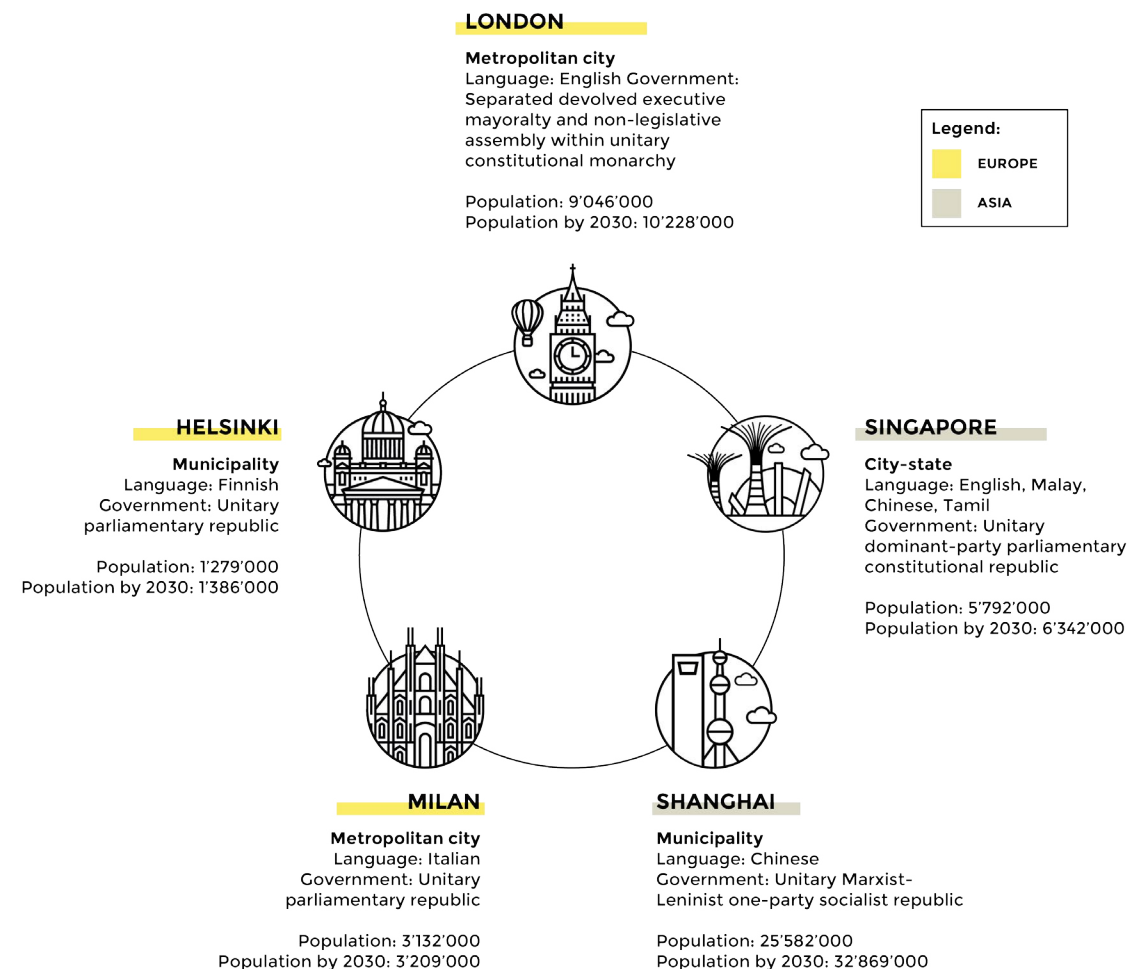 LONDON
Metropolitan city
Language: English Government:
Separated devolved executive
mayoralty and non-legislative
assembly within unitary
constitutional monarchy
Population: 9’046’000
Population by 2030: 10’228’000
Legend:
EUROPE
ASIA
HELSINKI
Municipality
Language: Finnish
Government: Unitary
parliamentary republic
Population: 1’279’000
Population by 2030: 1’386’000
SINGAPORE
City-state
Language: English, Malay,
Chinese, Tamil
Government: Unitary
dominant-party parliamentary
constitutional republic
Population: 5’792’000
Population by 2030: 6’342’000
MILAN
Metropolitan city
Language: Italian
Government: Unitary
parliamentary republic
Population: 3’132’000
Population by 2030: 3’209’000
SHANGHAI
Municipality
Language: Chinese
Government: Unitary Marxist-
Leninist one-party socialist republic
Population: 25’582’000
Population by 2030: 32’869’000